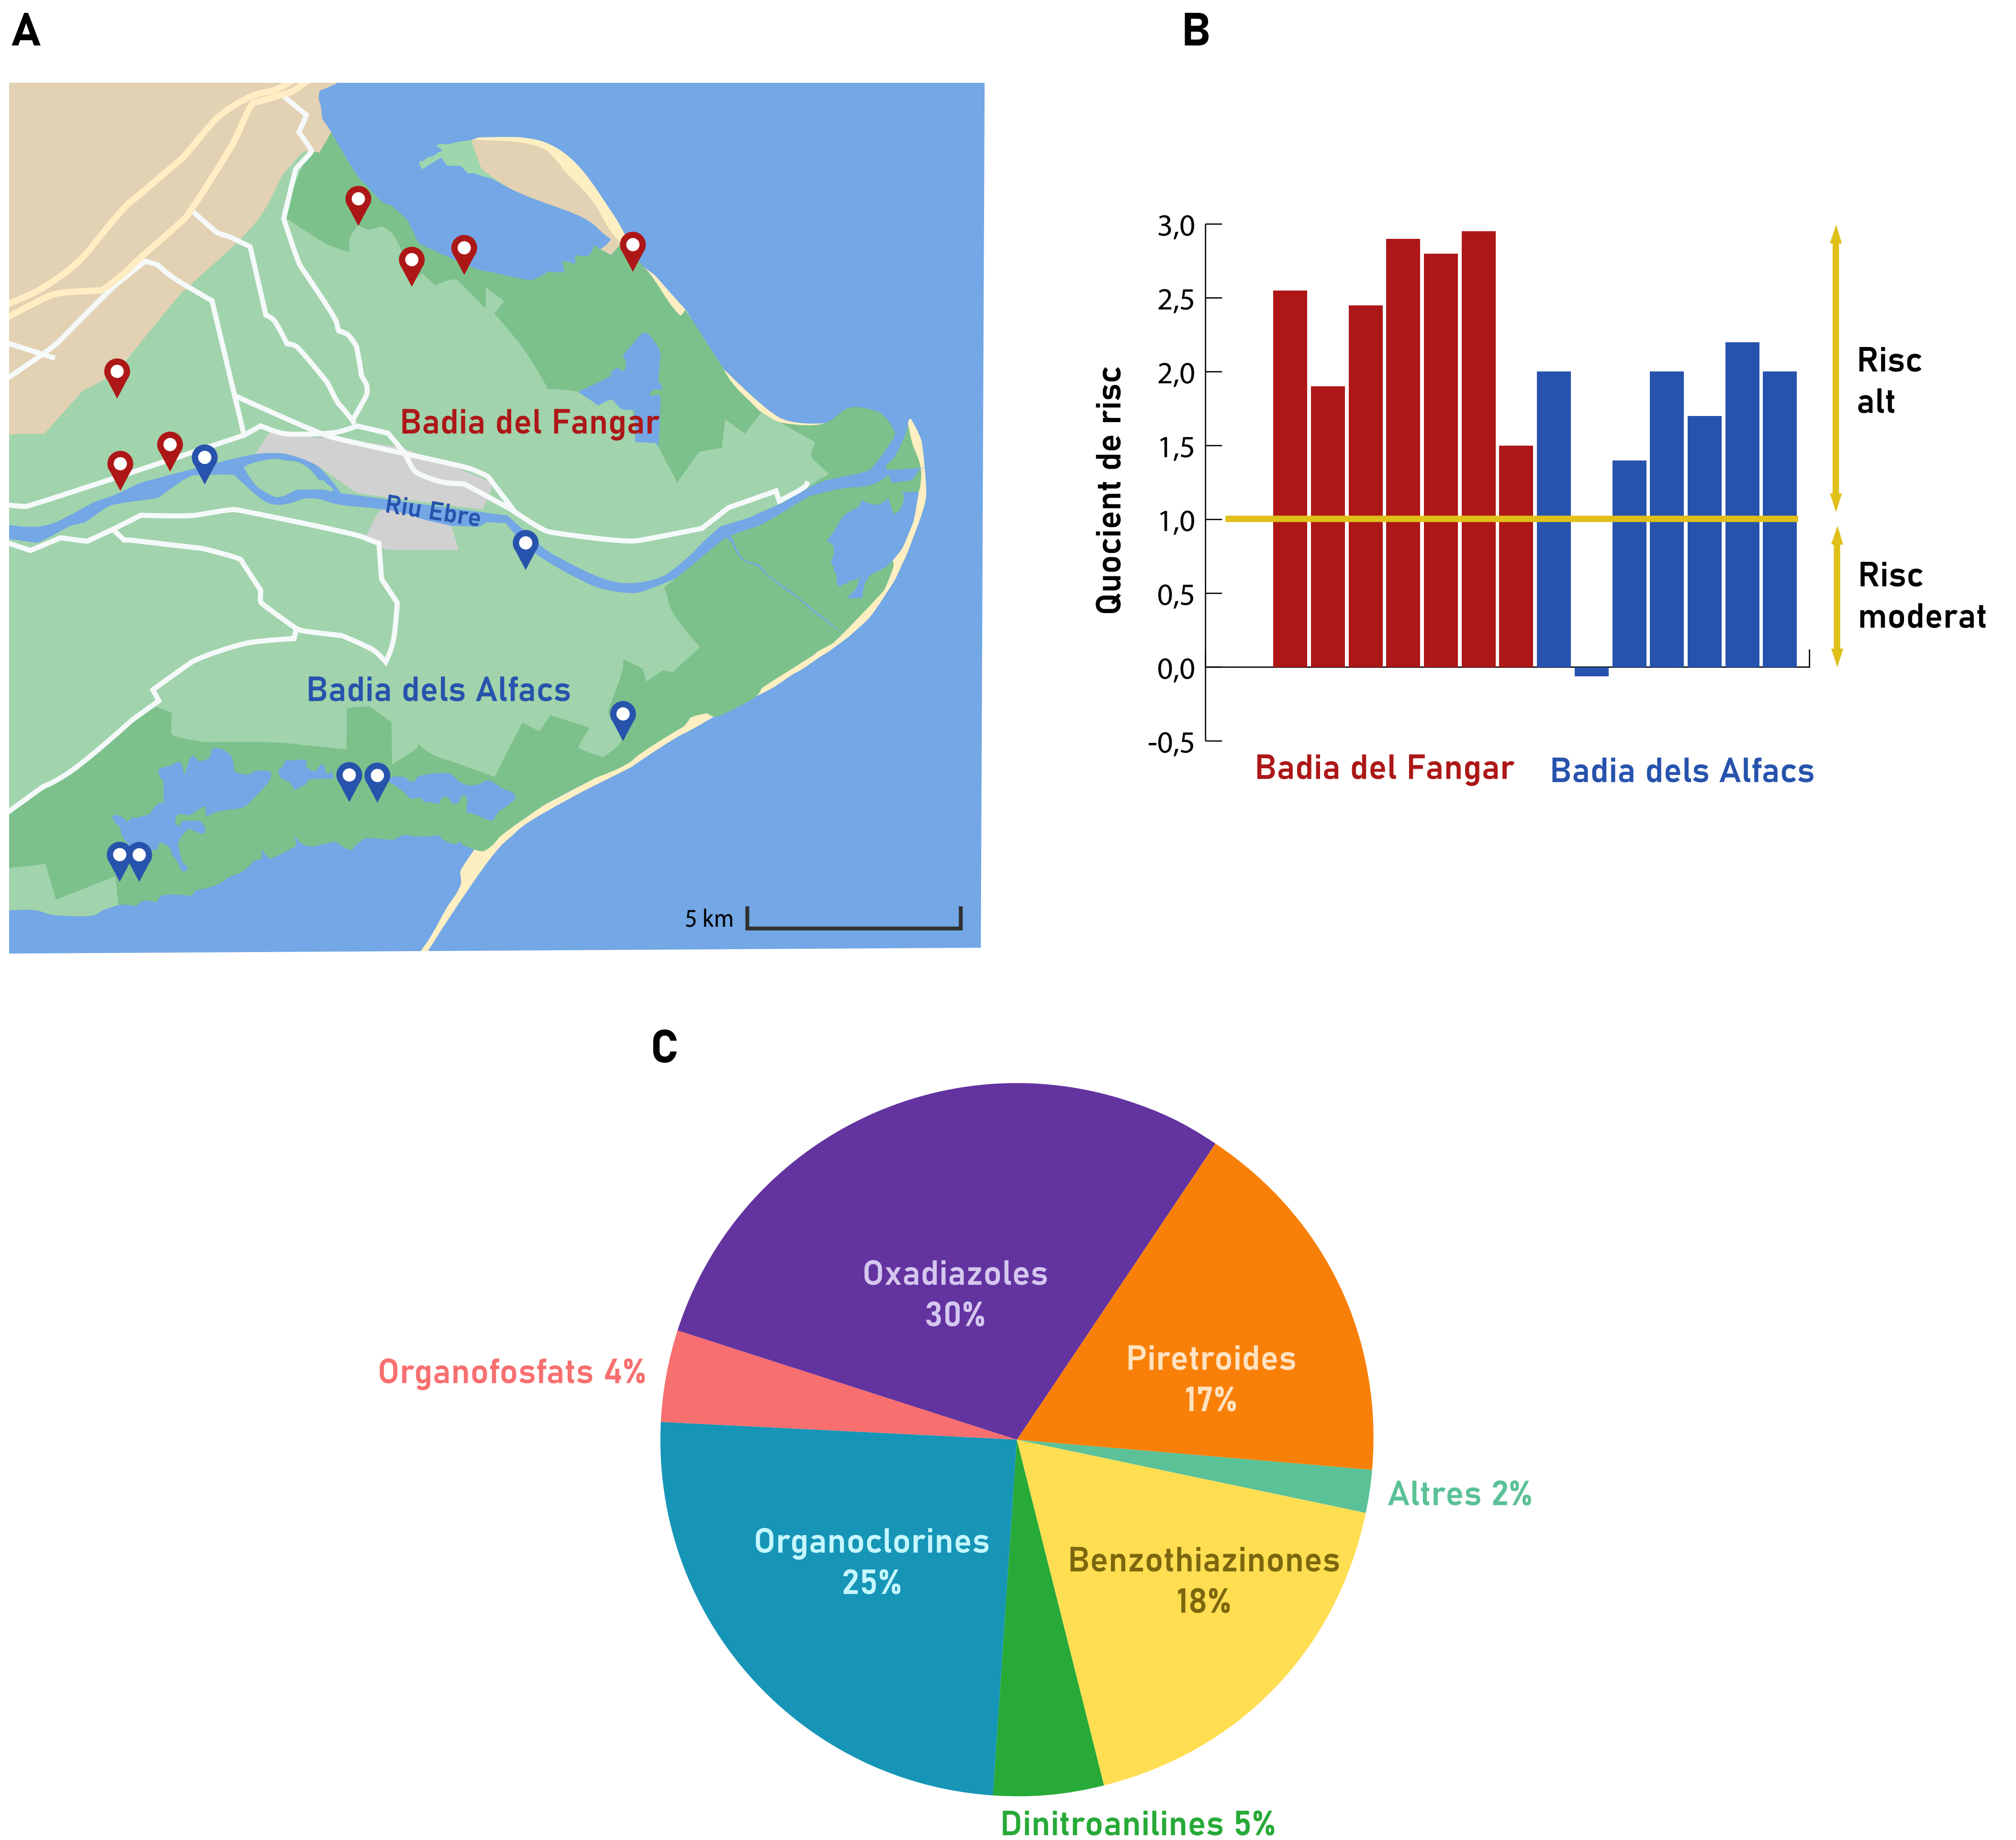 A
B
Badia del Fangar
Riu Ebre
Badia dels Alfacs
5 km
Quocient de risc
3,0
2,5
2,0
1,5
1,0
0,5
0,0
-0,5
Risc
alt
Risc
moderat
Badia del Fangar
Badia dels Alfacs
C
Oxadiazoles
30%
Piretroides
17%
Organofosfats 4%
Altres 2%
Organoclorines
25%
Benzothiazinones
18%
Dinitroanilines 5%